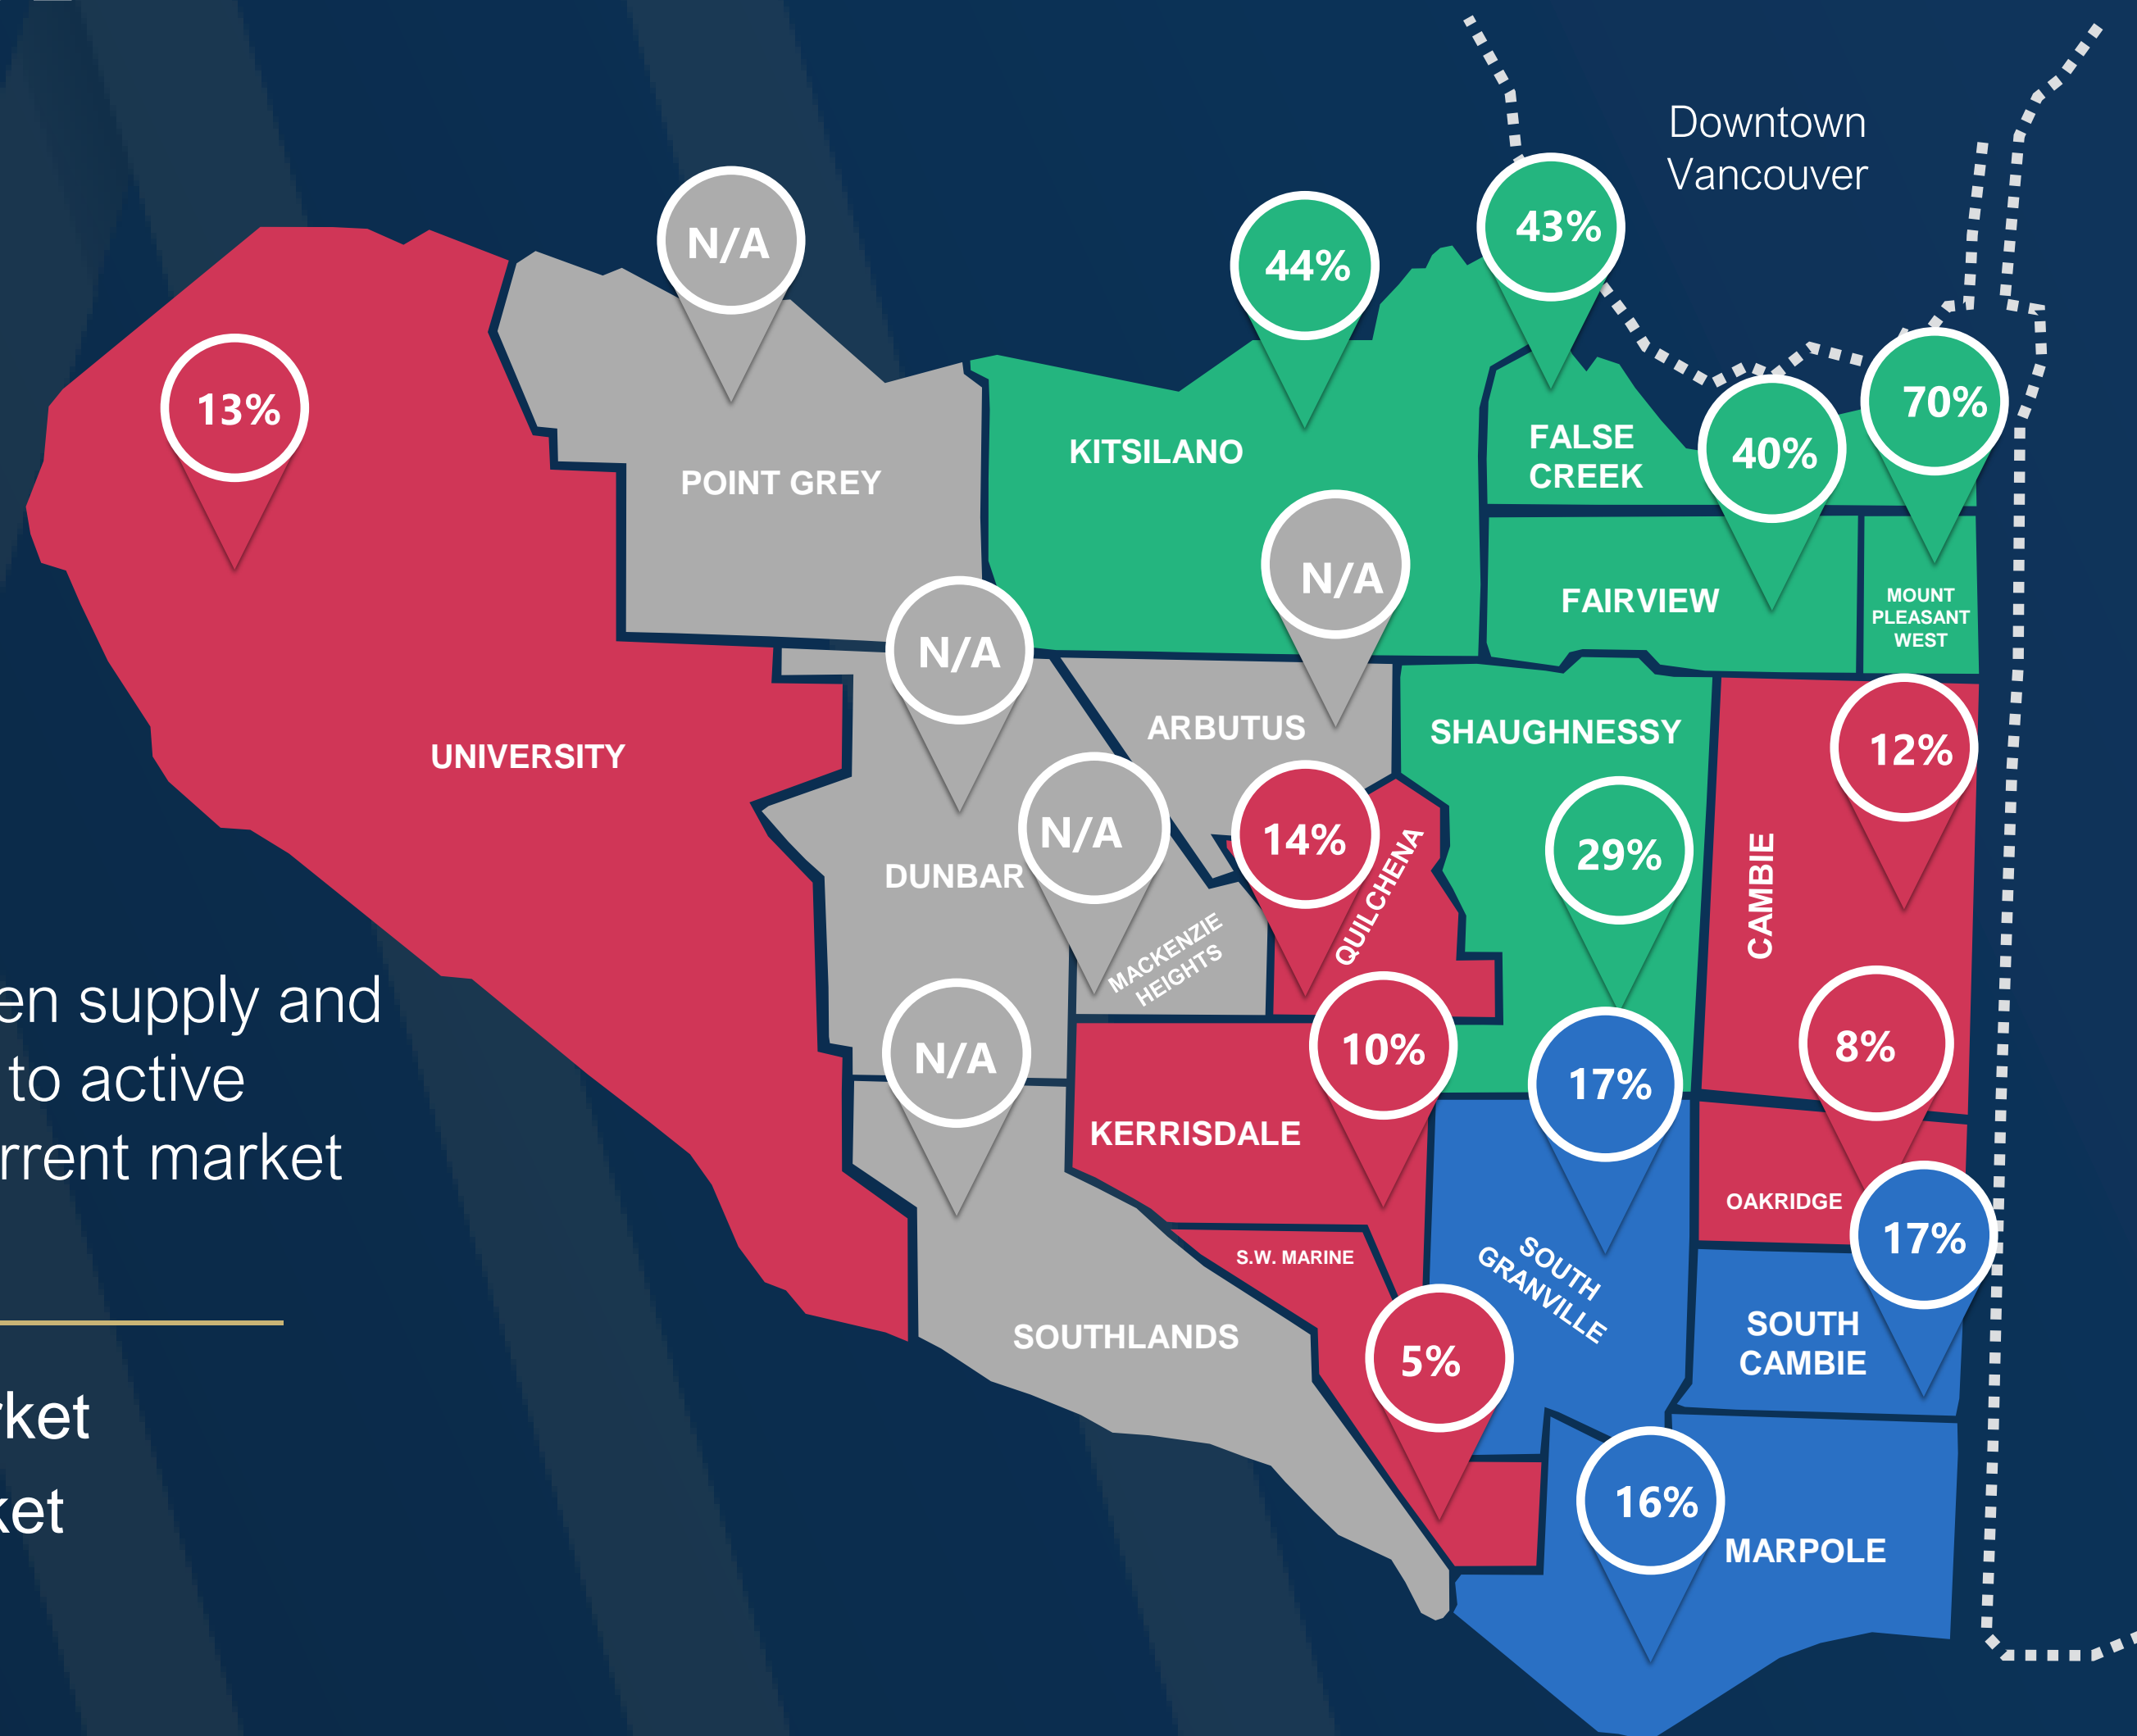 Downtown
Vancouver
N/A
44%
43%
13%
40%
70%
POINT GREY
KITSILANO
FALSE
CREEK
N/A
FAIRVIEW
MOUNT
PLEASANT
WEST
N/A
UNIVERSITY
ARBUTUS
SHAUGHNESSY
12%
N/A
14%
29%
DUNBAR
QUILCHENA
CAMBIE
MACKENZIE
HEIGHTS
en supply and
to active
rrent market
N/A
10%
17%
8%
KERRISDALE
OAKRIDGE
17%
S.W. MARINE
SOUTH
GRANVILLE
SOUTHLANDS
5%
SOUTH
CAMBIE
rket
ket
16%
MARPOLE